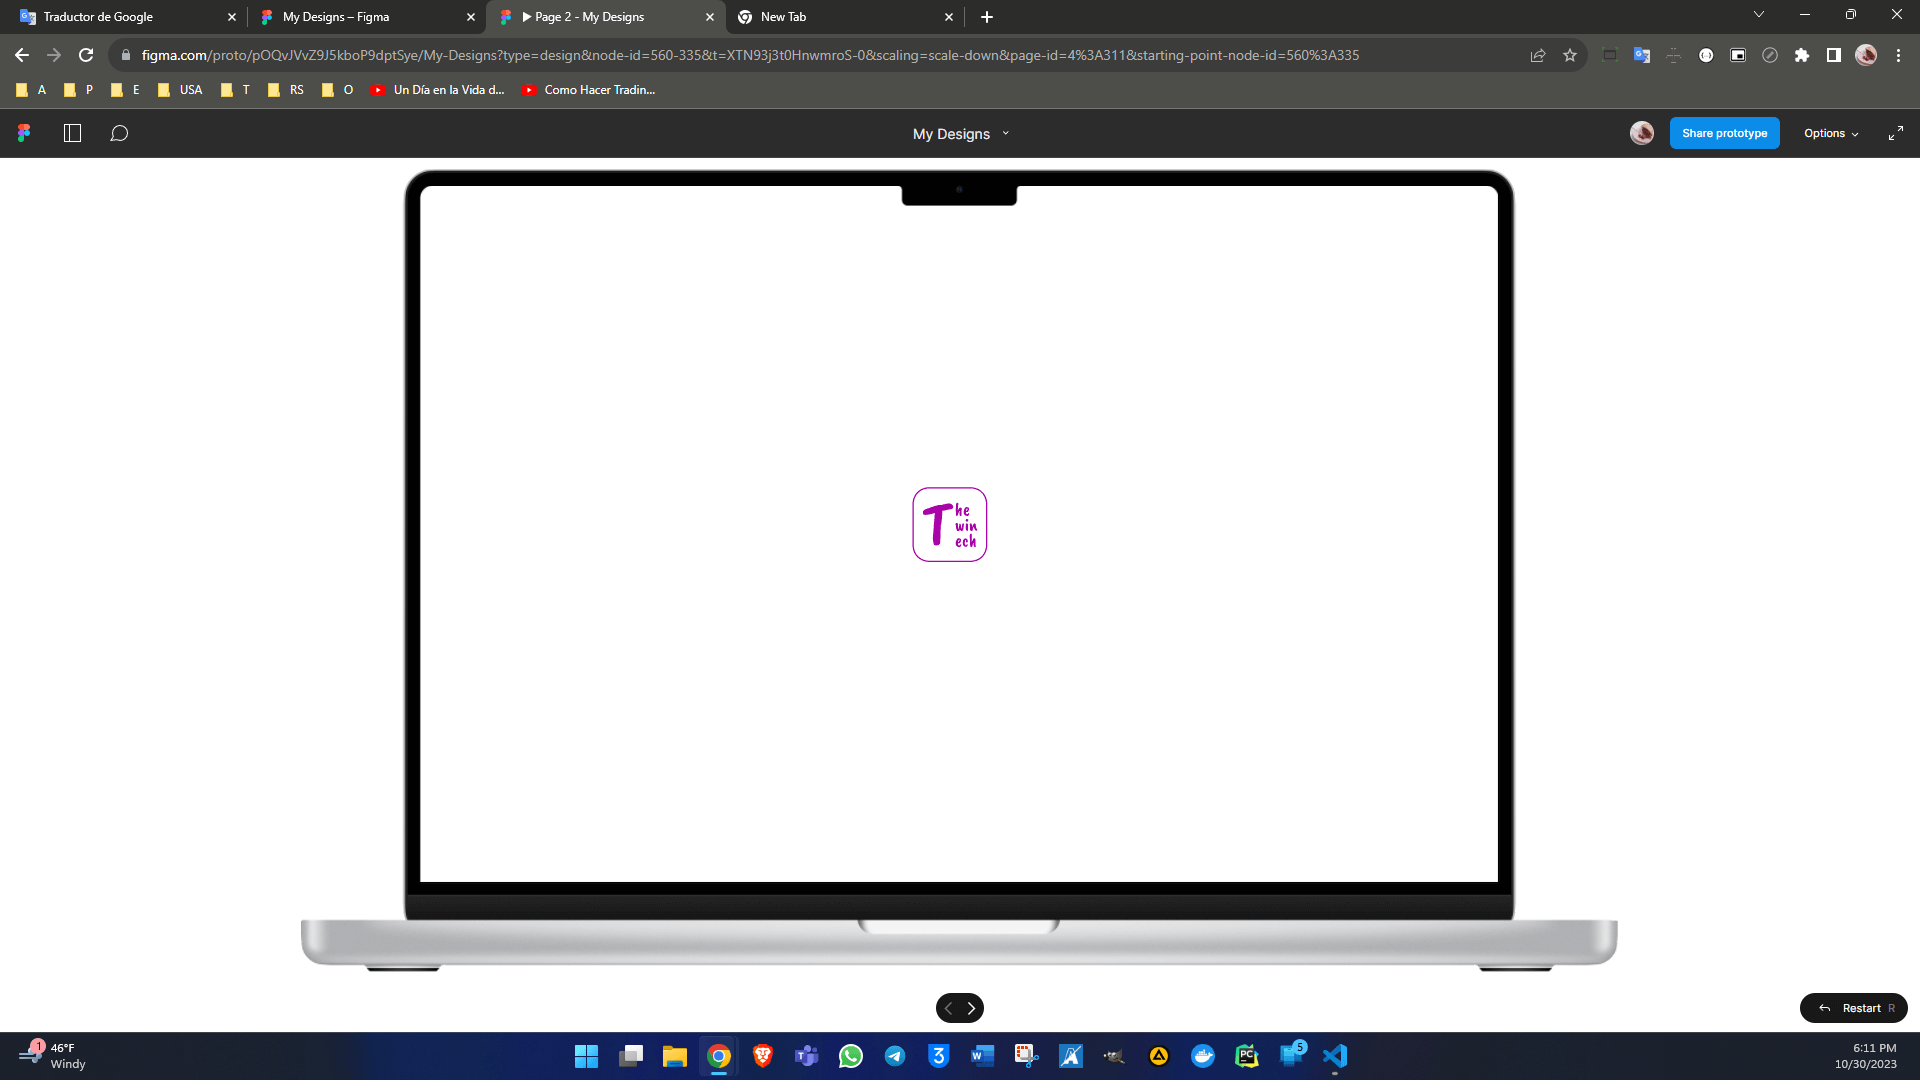 Traductor de Google
My Designs – Figma
Page 2 - My Designs
New Tab
figma.com/proto/pOQvJVvZ9J5kboP9dptSye/My-Designs?type=design&node-id=560-335&t=XTN93j3t0HnwmroS-0&scaling=scale-down&page-id=4%3A311&starting-point-node-id=560%3A335
A
P
E
USA
T
RS
O
Un Día en la Vida d...
Como Hacer Tradin...
My Designs
Share prototype
Options
The
win
ech
Restart R
1
46°F
Windy
5
6:11 PM
10/30/2023